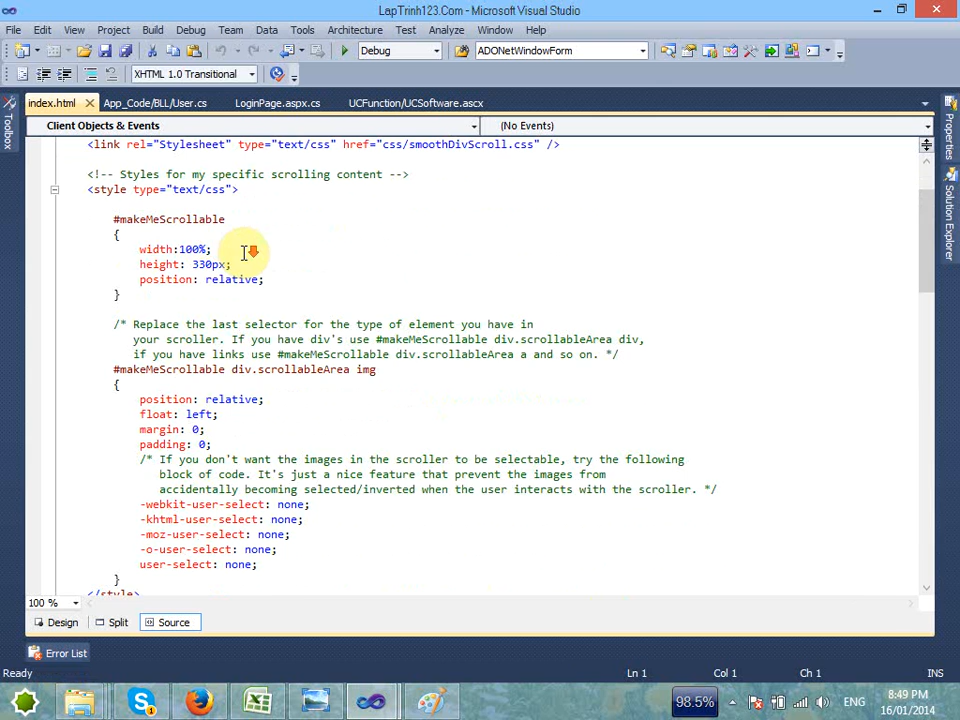 LapTrinh123.Com - Microsoft Visual Studio
File Edit View Project Build Debug Team Data Tools Architecture Test Analyze Window Help
Debug ADONetWindowForm
XHTML 1.0 Transitional
index.html App_Code/BLL/User.cs LoginPage.aspx.cs UCFunction/UCSoftware.ascx
Client Objects & Events (No Events)
Toolbox
Properties
Solution Explorer
<link rel="Stylesheet" type="text/css" href="css/smoothDivScroll.css" />
<!-- Styles for my specific scrolling content -->
<style type="text/css">
#makeMeScrollable
{
width:100%;
height: 330px;
position: relative;
}
/* Replace the last selector for the type of element you have in
your scroller. If you have div's use #makeMeScrollable div.scrollableArea div,
if you have links use #makeMeScrollable div.scrollableArea a and so on. */
#makeMeScrollable div.scrollableArea img
{
position: relative;
float: left;
margin: 0;
padding: 0;
/* If you don't want the images in the scroller to be selectable, try the following
block of code. It's just a nice feature that prevent the images from
accidentally becoming selected/inverted when the user interacts with the scroller. */
-webkit-user-select: none;
-khtml-user-select: none;
-moz-user-select: none;
-o-user-select: none;
user-select: none;
}
</style>
100 %
Design Split Source
Error List
Ready Ln 1 Col 1 Ch 1 INS
98.5% ENG 8:49 PM
16/01/2014